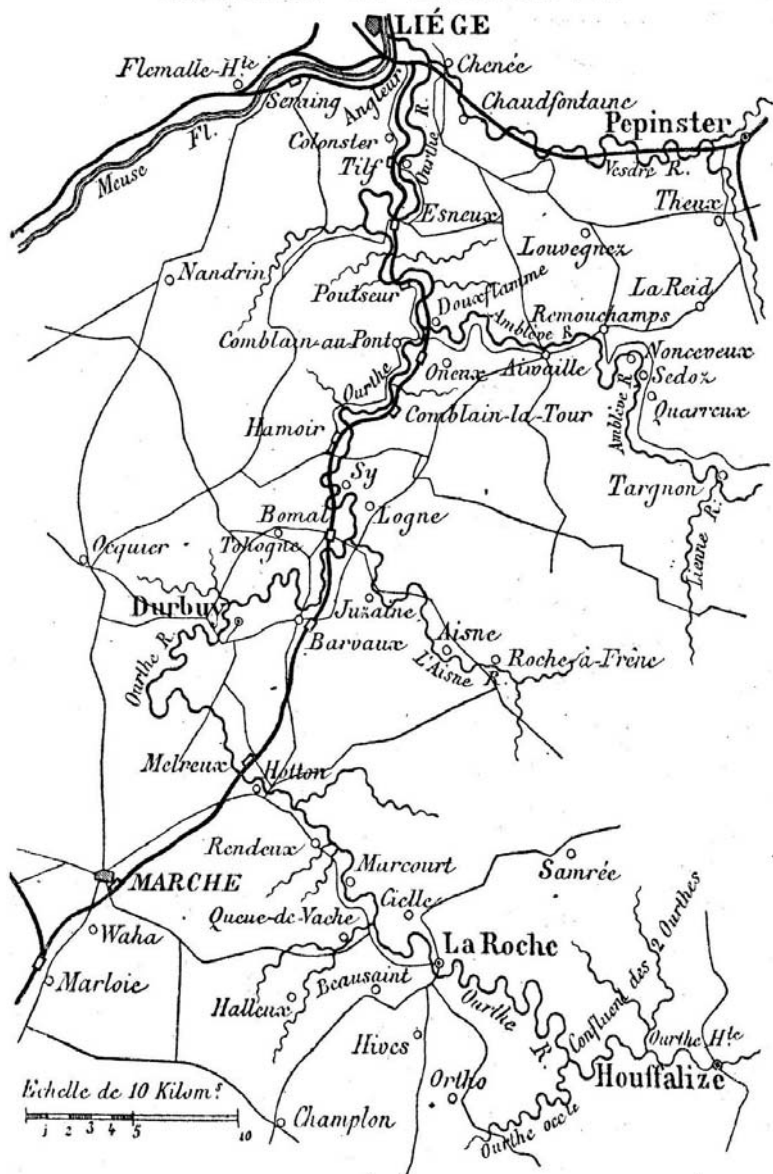 LIÉGE
Flemalle-Hte
Chenée
Seraing
Angleur
Chaudfontaine
Ourthe R.
Colonster
Pepinster
Tilf
Meuse Fl.
Vesdre R.
Esneux
Theux
Louvegnez
Nandrin
Poulseur
Douxflamme
La Reid
Amblève R.
Remouchamps
Comblain-au-Pont
Nonceveux
Oneux
Aiwaille
Sedoz
Ourthe
Quarreux
Amblève R.
Comblain-la-Tour
Hamoir
Sy
Targnon
Bomal
Logne
Ocquier
Tohogne
Lienne R.
Durbuy
Juzaine
Barvaux
Aisne
Ourthe R.
L'Aisne R.
Roche-à-Frêne
Melreux
Hotton
Rendeux
Marcourt
Samrée
MARCHE
Cielle
Queue-de-Vache
Waha
La Roche
Marloie
Beausaint
Halleux
Ourthe R.
Confluent des 2 Ourthes
Hives
Ourthe Hte
Houffalize
Ortho
Echelle de 10 Kilom.s
Champlon
Ourthe occle
1 2 3 4 5 10